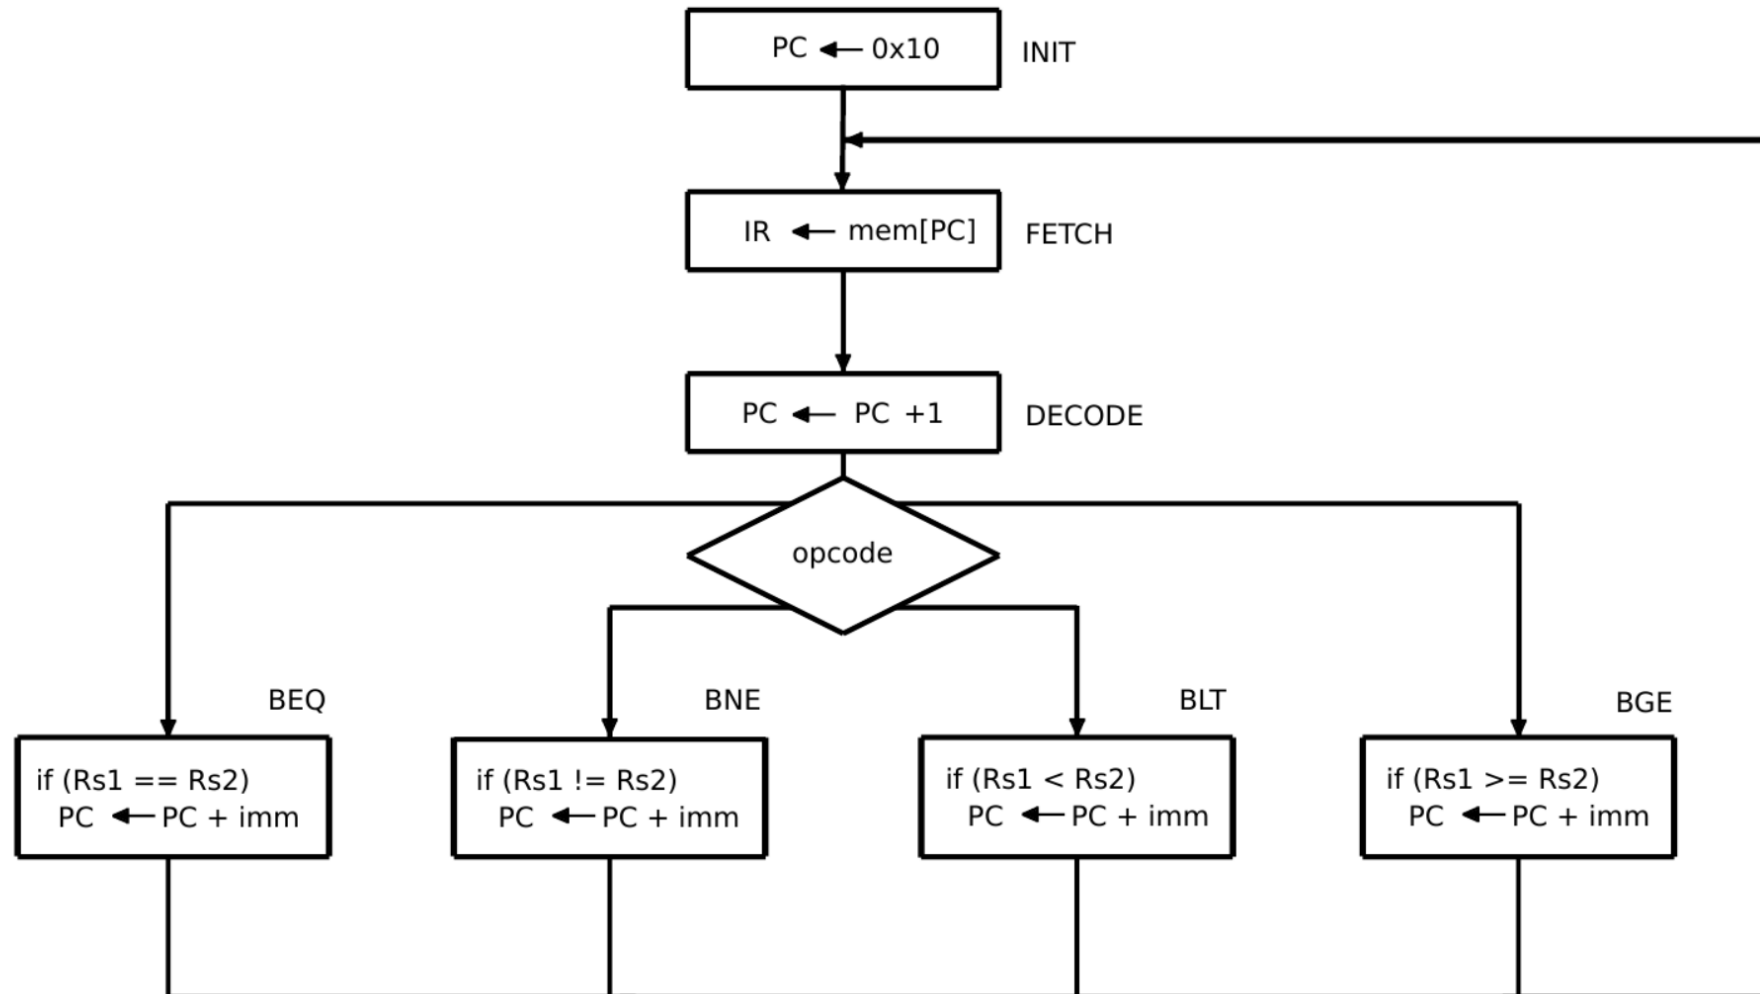 PC ← 0x10
INIT
IR ← mem[PC]
FETCH
PC ← PC +1
DECODE
opcode
BEQ
if (Rs1 == Rs2)
PC ← PC + imm
BNE
if (Rs1 != Rs2)
PC ← PC + imm
BLT
if (Rs1 < Rs2)
PC ← PC + imm
BGE
if (Rs1 >= Rs2)
PC ← PC + imm